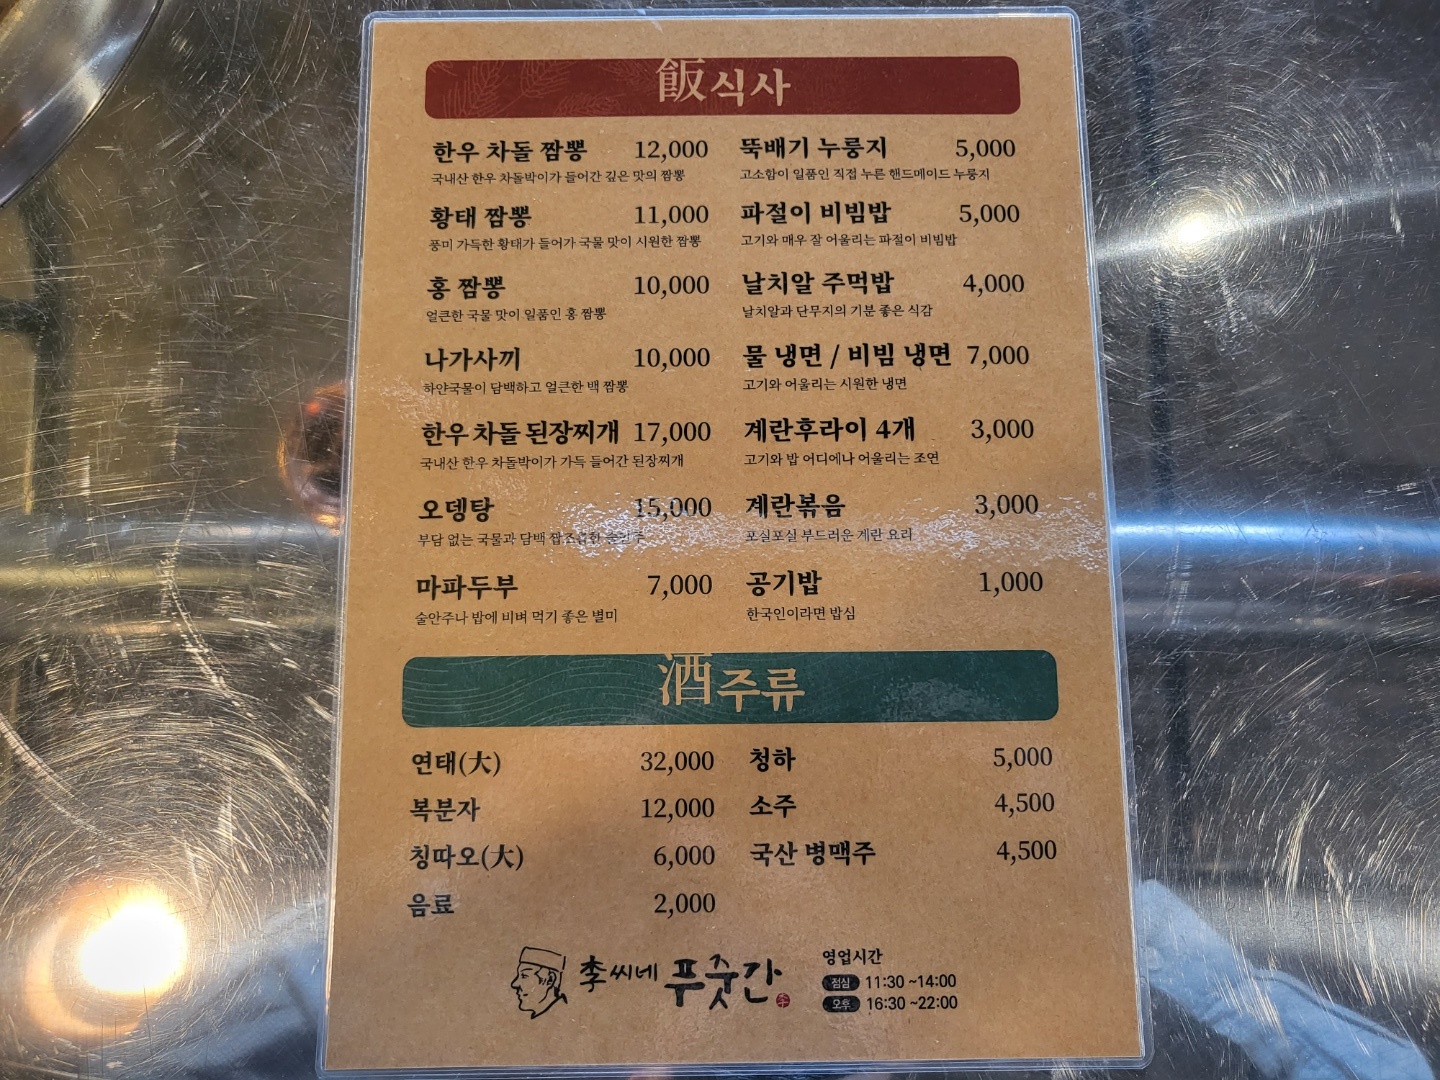 飯식사
한우 차돌 짬뽕 12,000
국내산 한우 차돌박이가 들어간 깊은 맛의 짬뽕
황태 짬뽕 11,000
풍미 가득한 황태가 들어가 국물 맛이 시원한 짬뽕
홍 짬뽕 10,000
얼큰한 국물 맛이 일품인 홍 짬뽕
나가사끼 10,000
하얀국물이 담백하고 얼큰한 백 짬뽕
한우 차돌 된장찌개 17,000
국내산 한우 차돌박이가 가득 들어간 된장찌개
오뎅탕 15,000
부담 없는 국물과 담백 짭조름한 술안주
마파두부 7,000
술안주나 밥에 비벼 먹기 좋은 별미
뚝배기 누룽지 5,000
고소함이 일품인 직접 누른 핸드메이드 누룽지
파절이 비빔밥 5,000
고기와 매우 잘 어울리는 파절이 비빔밥
날치알 주먹밥 4,000
날치알과 단무지의 기분 좋은 식감
물 냉면 / 비빔 냉면 7,000
고기와 어울리는 시원한 냉면
계란후라이 4개 3,000
고기와 밥 어디에나 어울리는 조연
계란볶음 3,000
포실포실 부드러운 계란 요리
공기밥 1,000
한국인이라면 밥심
酒주류
연태(大) 32,000
복분자 12,000
칭따오(大) 6,000
음료 2,000
청하 5,000
소주 4,500
국산 병맥주 4,500
李씨네 푸줏간
영업시간
점심 11:30 ~14:00
오후 16:30 ~22:00